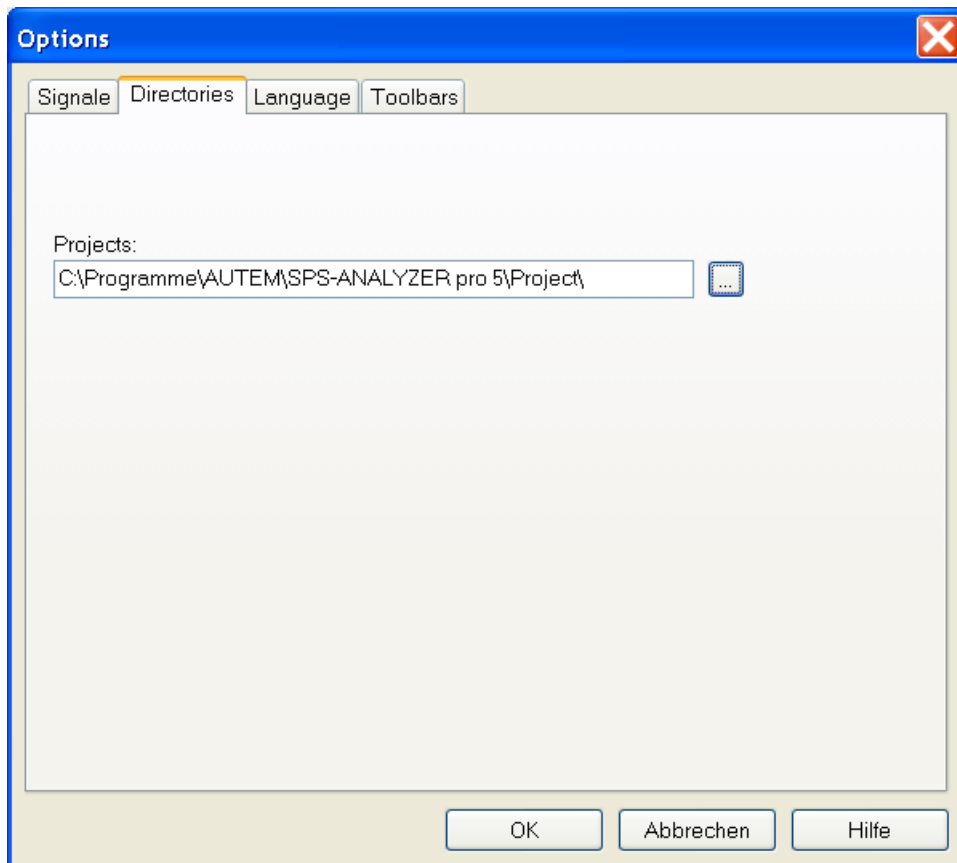 Options
Signale Directories Language Toolbars
Projects:
C:\Programme\AUTEM\SPS-ANALYZER pro 5\Project\
...
OK Abbrechen Hilfe